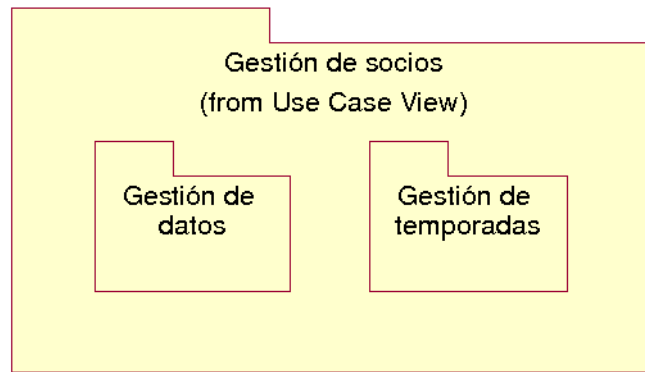 Gestión de socios
(from Use Case View)
Gestión de
datos
Gestión de
temporadas